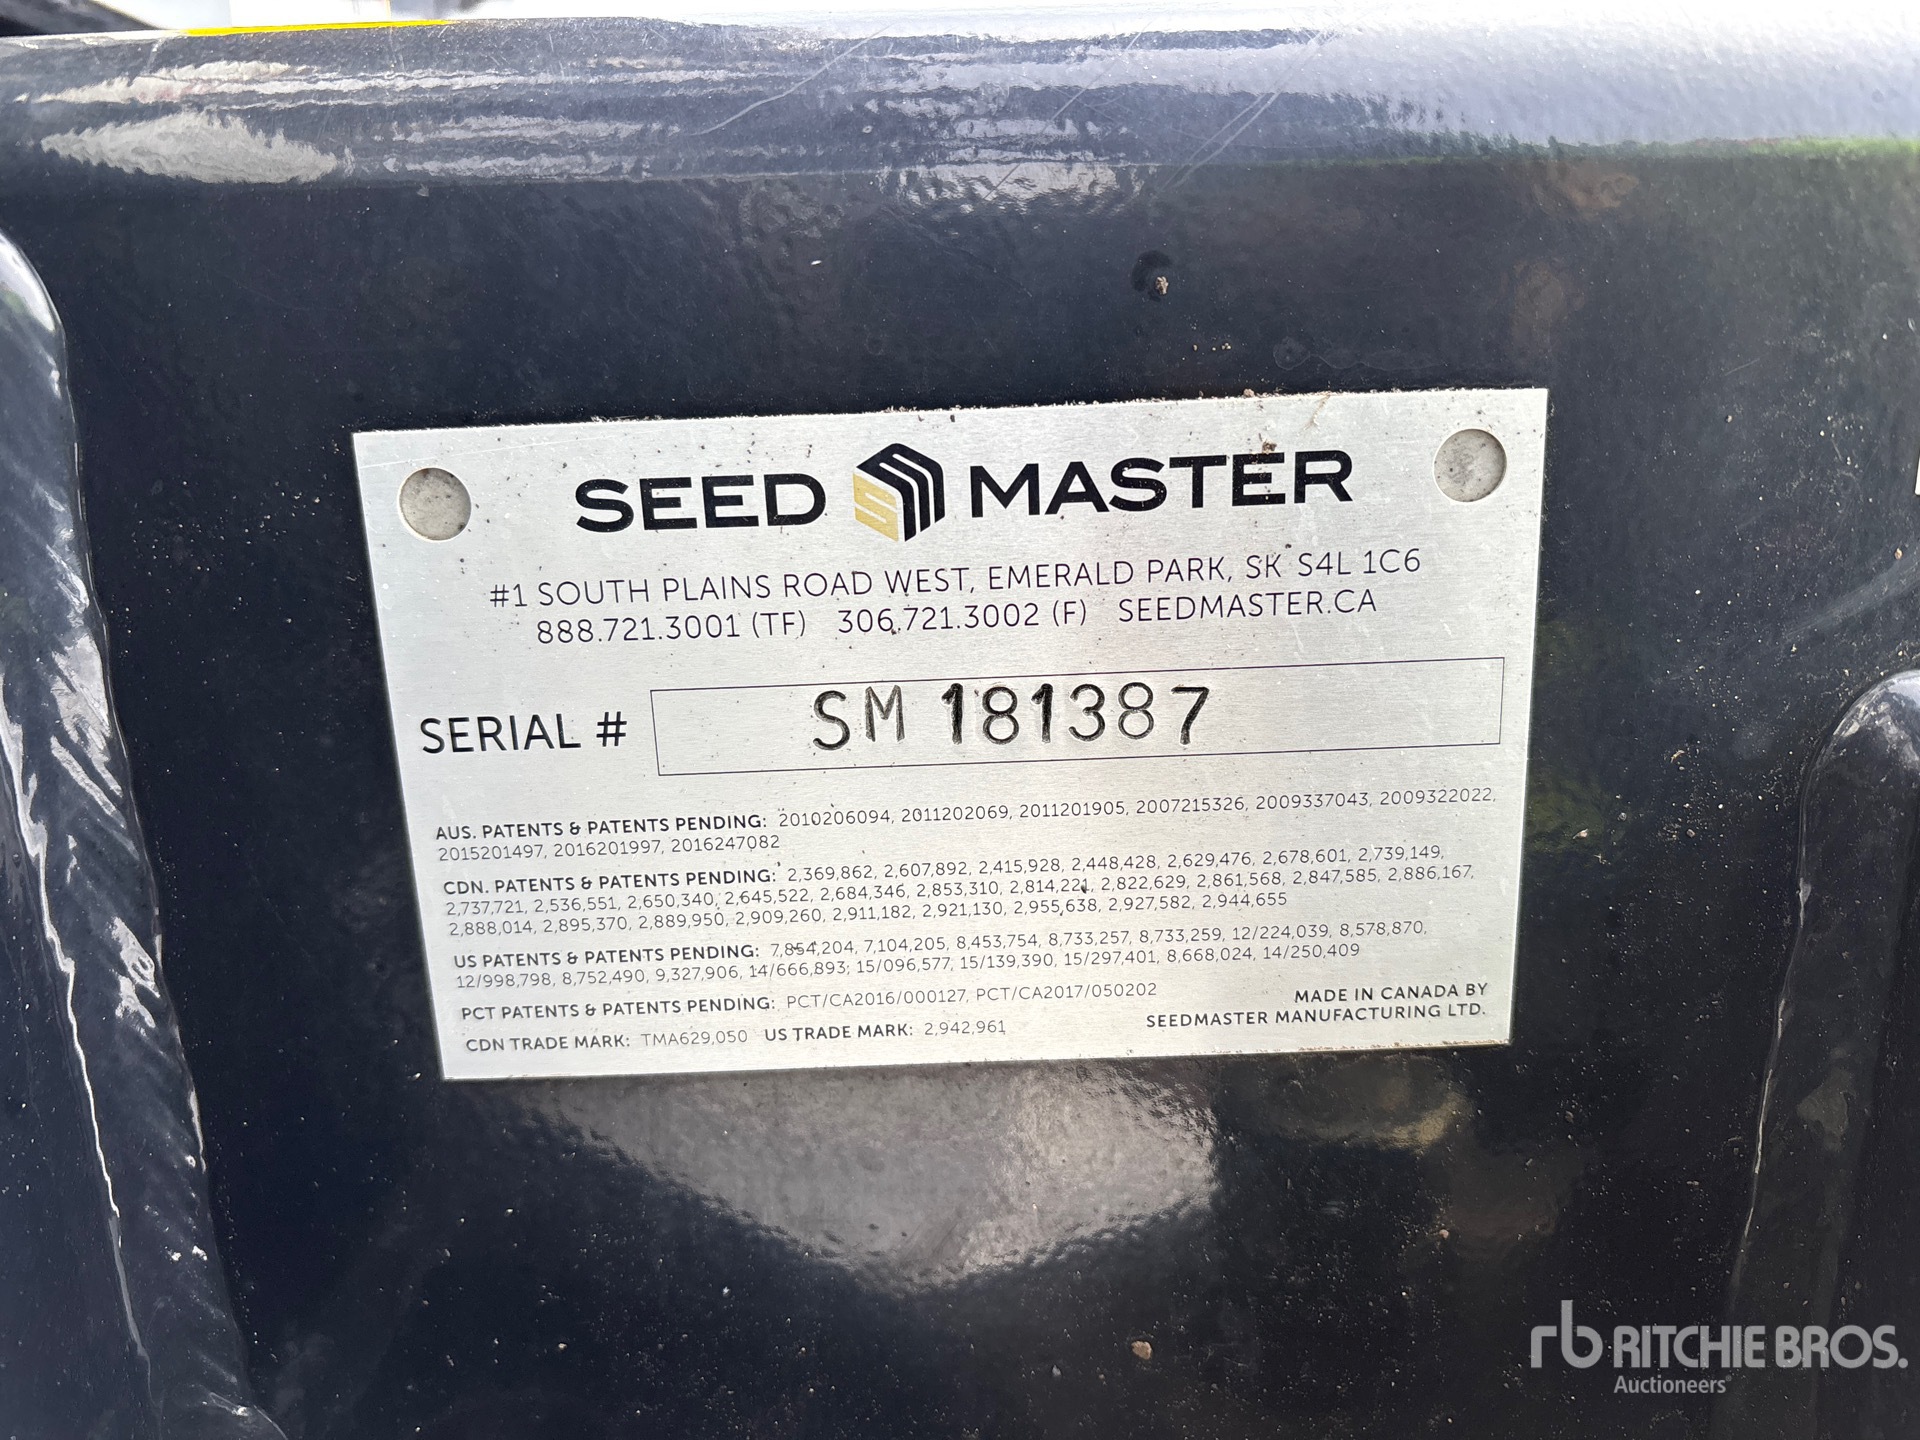 SEED MASTER
#1 SOUTH PLAINS ROAD WEST, EMERALD PARK, SK S4L 1C6
888.721.3001 (TF) 306.721.3002 (F) SEEDMASTER.CA
SERIAL # SM 181387
AUS. PATENTS & PATENTS PENDING: 2010206094, 2011202069, 2011201905, 2007215326, 2009337043, 2009322022,
2015201497, 2016201997, 2016247082
CDN. PATENTS & PATENTS PENDING: 2,369,862, 2,607,892, 2,415,928, 2,448,428, 2,629,476, 2,678,601, 2,739,149,
2,737,721, 2,536,551, 2,650,340, 2,645,522, 2,684,346, 2,853,310, 2,814,221, 2,822,629, 2,861,568, 2,847,585, 2,886,167,
2,888,014, 2,895,370, 2,889,950, 2,909,260, 2,911,182, 2,921,130, 2,955,638, 2,927,582, 2,944,655
US PATENTS & PATENTS PENDING: 7,854,204, 7,104,205, 8,453,754, 8,733,257, 8,733,259, 12/224,039, 8,578,870,
12/998,798, 8,752,490, 9,327,906, 14/666,893; 15/096,577, 15/139,390, 15/297,401, 8,668,024, 14/250,409
PCT PATENTS & PATENTS PENDING: PCT/CA2016/000127, PCT/CA2017/050202
CDN TRADE MARK: TMA629,050 US TRADE MARK: 2,942,961
MADE IN CANADA BY
SEEDMASTER MANUFACTURING LTD.
rb RITCHIE BROS.
Auctioneers